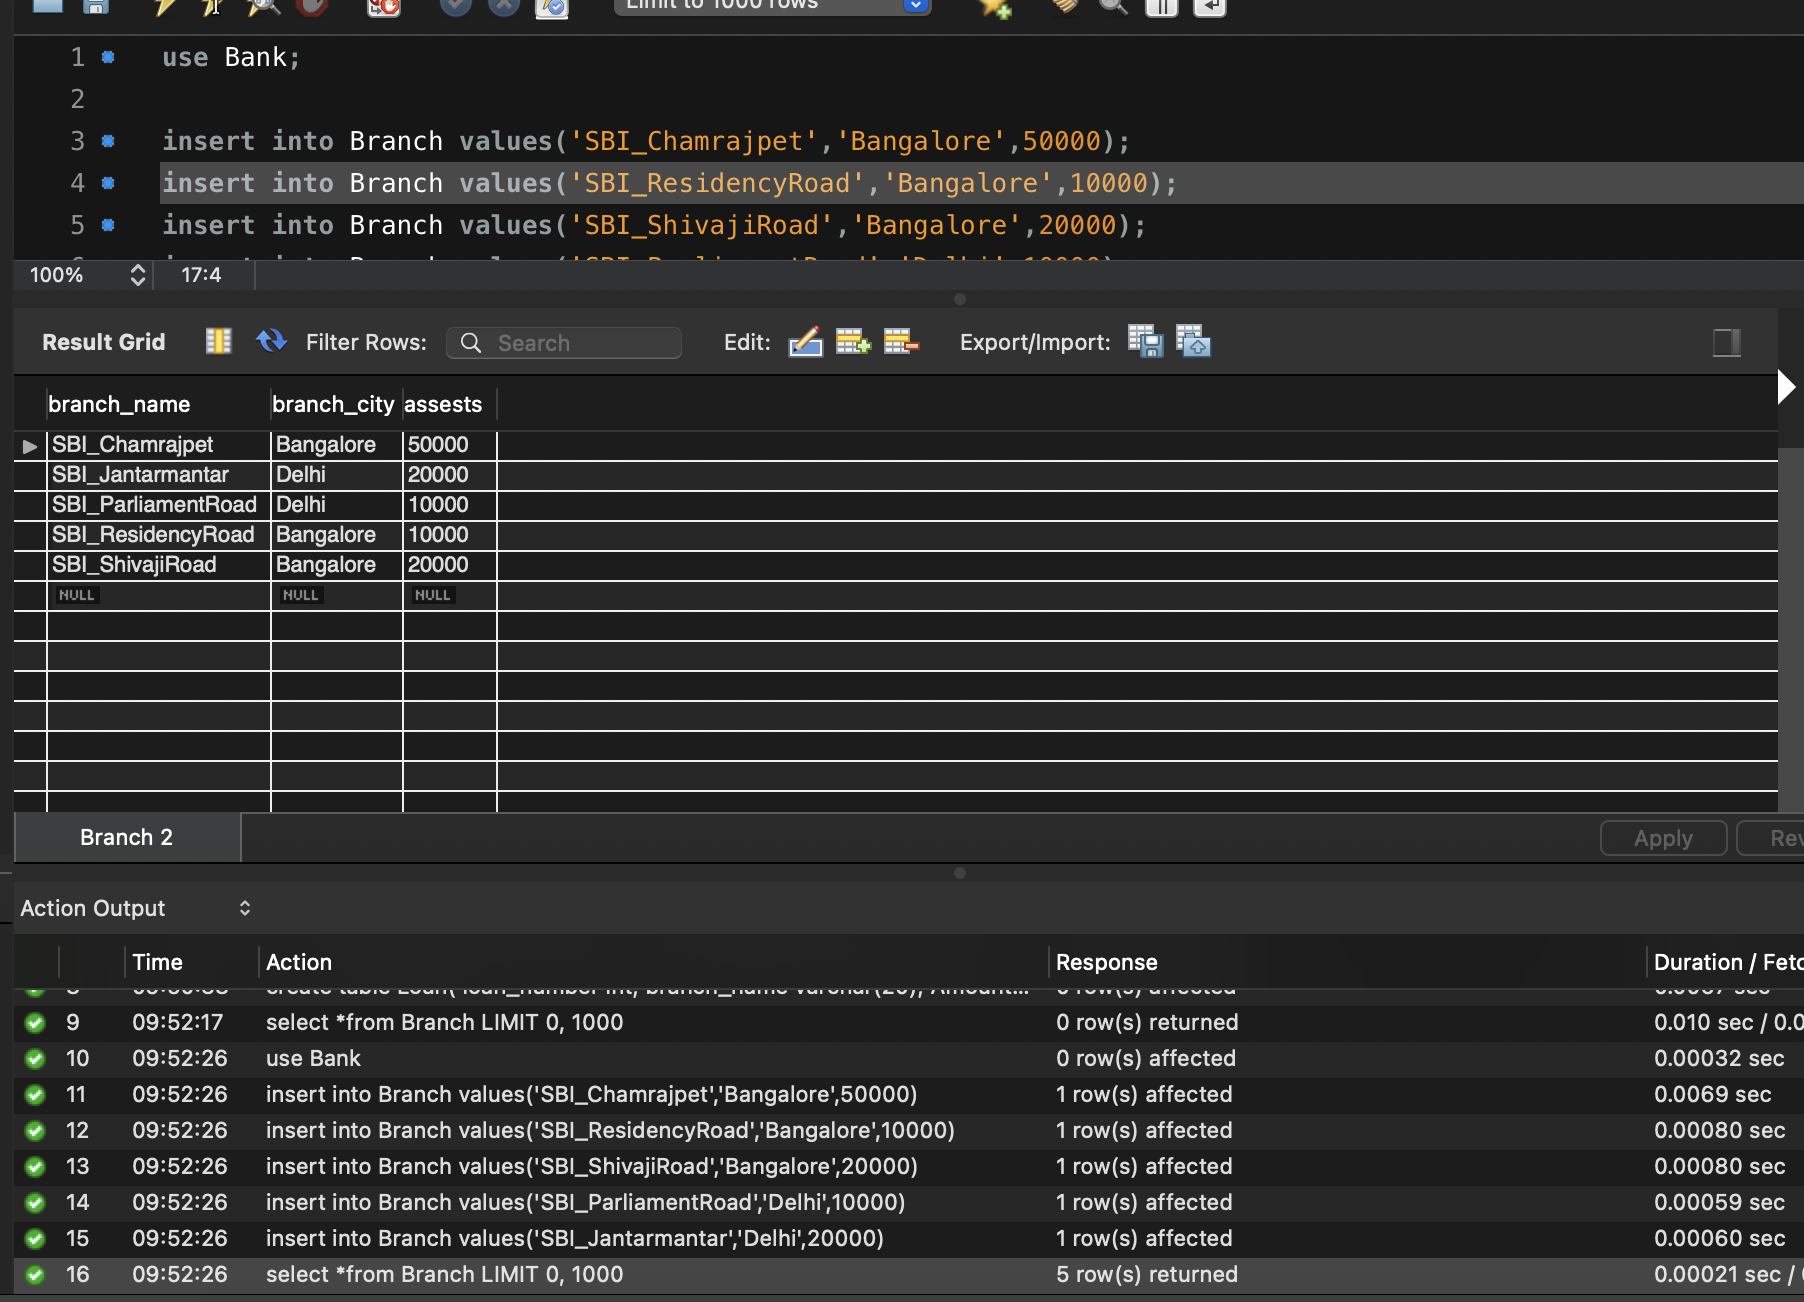 Limit to 1000 rows
1 use Bank;
2
3 insert into Branch values('SBI_Chamrajpet','Bangalore',50000);
4 insert into Branch values('SBI_ResidencyRoad','Bangalore',10000);
5 insert into Branch values('SBI_ShivajiRoad','Bangalore',20000);
100% 17:4
Result Grid Filter Rows: Search Edit: Export/Import:
branch_name branch_city assests
SBI_Chamrajpet Bangalore 50000
SBI_Jantarmantar Delhi 20000
SBI_ParliamentRoad Delhi 10000
SBI_ResidencyRoad Bangalore 10000
SBI_ShivajiRoad Bangalore 20000
NULL NULL NULL
Branch 2 Apply Rev
Action Output
Time Action Response Duration / Fetc
9 09:52:17 select *from Branch LIMIT 0, 1000 0 row(s) returned 0.010 sec / 0.0
10 09:52:26 use Bank 0 row(s) affected 0.00032 sec
11 09:52:26 insert into Branch values('SBI_Chamrajpet','Bangalore',50000) 1 row(s) affected 0.0069 sec
12 09:52:26 insert into Branch values('SBI_ResidencyRoad','Bangalore',10000) 1 row(s) affected 0.00080 sec
13 09:52:26 insert into Branch values('SBI_ShivajiRoad','Bangalore',20000) 1 row(s) affected 0.00080 sec
14 09:52:26 insert into Branch values('SBI_ParliamentRoad','Delhi',10000) 1 row(s) affected 0.00059 sec
15 09:52:26 insert into Branch values('SBI_Jantarmantar','Delhi',20000) 1 row(s) affected 0.00060 sec
16 09:52:26 select *from Branch LIMIT 0, 1000 5 row(s) returned 0.00021 sec /